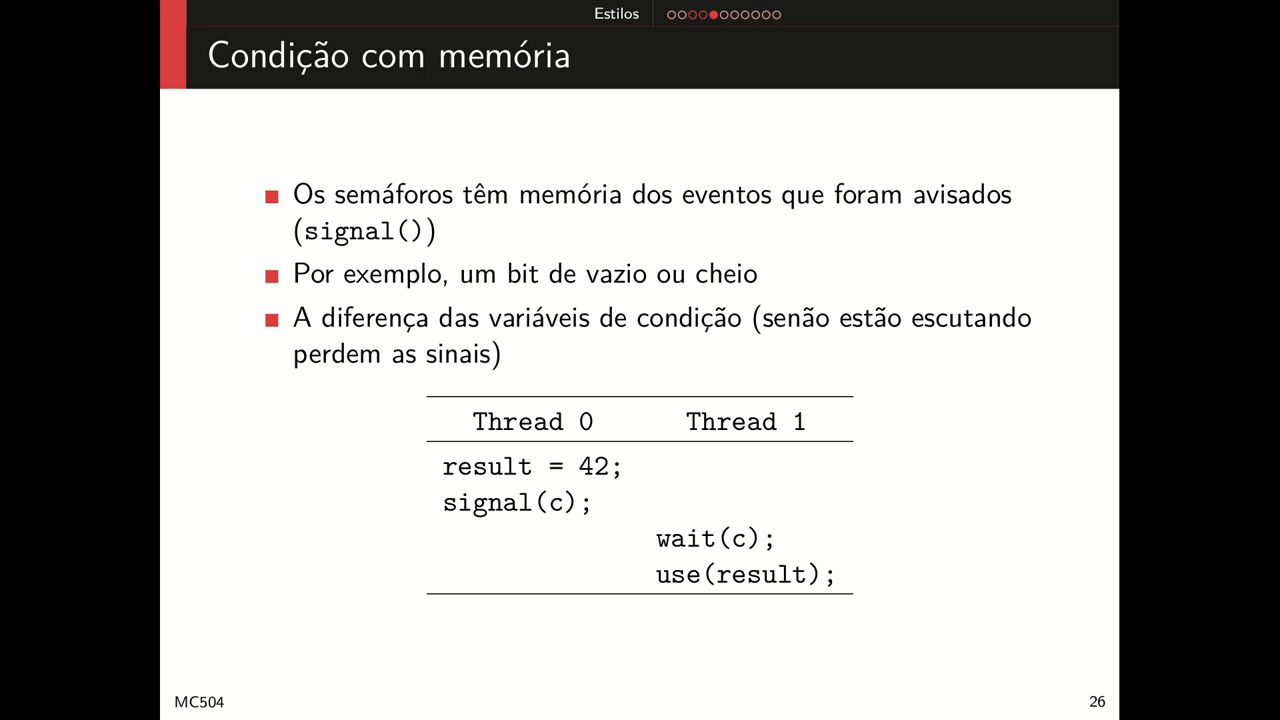 Estilos
Condição com memória
Os semáforos têm memória dos eventos que foram avisados
(signal())
Por exemplo, um bit de vazio ou cheio
A diferença das variáveis de condição (senão estão escutando
perdem as sinais)
Thread 0 Thread 1
result = 42;
signal(c);
wait(c);
use(result);
MC504 26